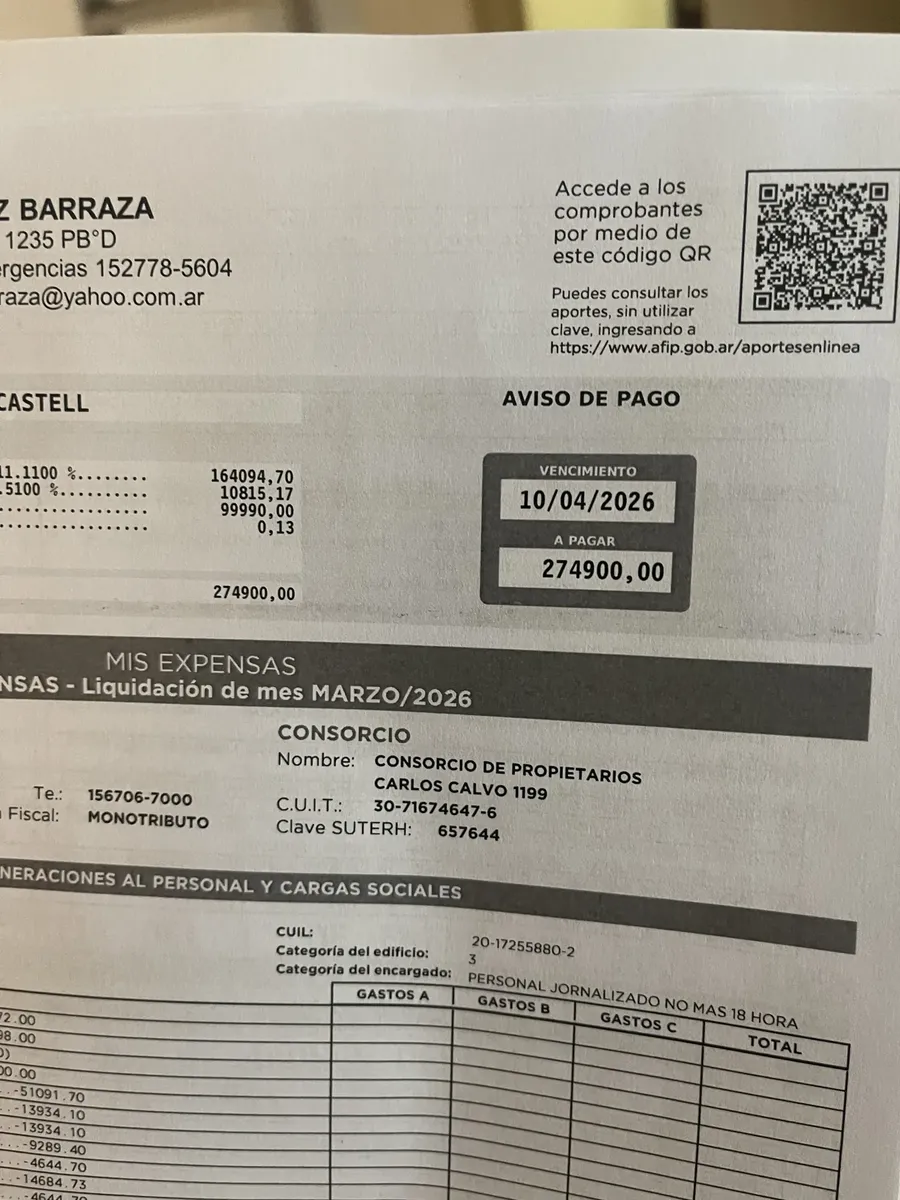 Z BARRAZA
1235 PB°D
ergencias 152778-5604
raza@yahoo.com.ar
Accede a los
comprobantes
por medio de
este código QR
Puedes consultar los
aportes, sin utilizar
clave, ingresando a
https://www.afip.gob.ar/aportesenlinea
CASTELL
11.1100 %........ 164094,70
.5100 %.......... 10815,17
................. 99990,00
................. 0,13
274900,00
AVISO DE PAGO
VENCIMIENTO
10/04/2026
A PAGAR
274900,00
MIS EXPENSAS
NSAS - Liquidación de mes MARZO/2026
Te.: 156706-7000
Fiscal: MONOTRIBUTO
CONSORCIO
Nombre: CONSORCIO DE PROPIETARIOS
CARLOS CALVO 1199
C.U.I.T.: 30-71674647-6
Clave SUTERH: 657644
NERACIONES AL PERSONAL Y CARGAS SOCIALES
CUIL: 20-17255880-2
Categoría del edificio: 3
Categoría del encargado: PERSONAL JORNALIZADO NO MAS 18 HORA
GASTOS A GASTOS B GASTOS C TOTAL
72.00
98.00
0)
00.00
...-51091.70
...-13934.10
...-13934.10
...-9289.40
...-4644.70
...-14684.73
...-4644.70